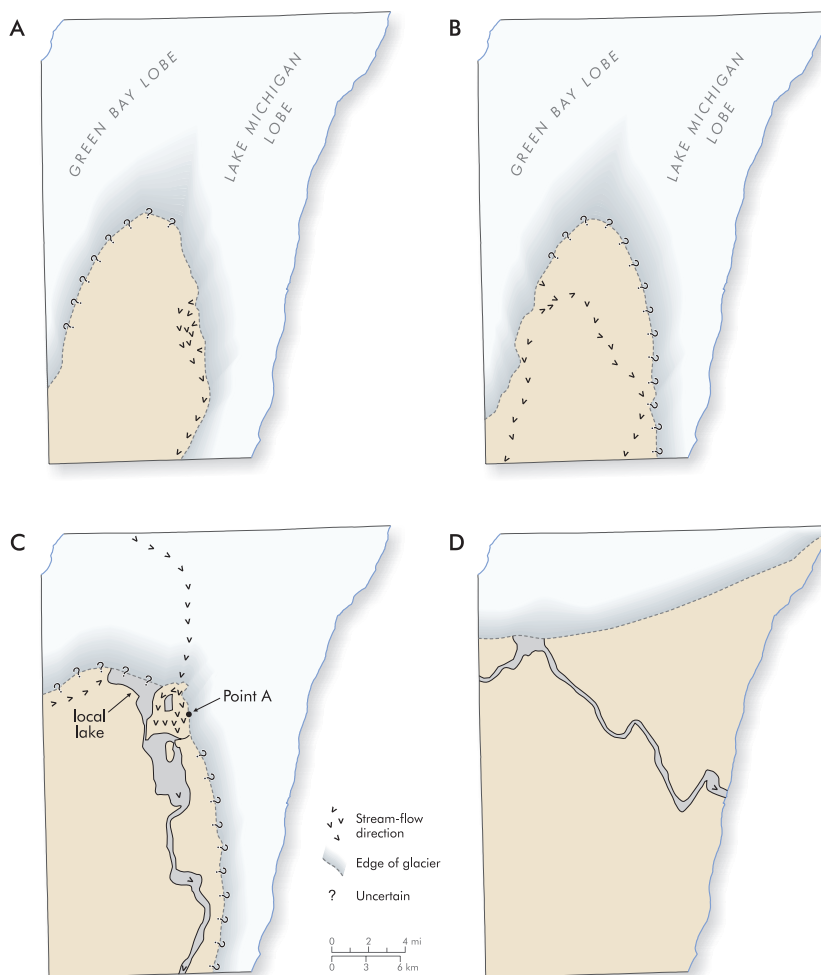 A
GREEN BAY LOBE
LAKE MICHIGAN
LOBE
? ? ? ? ? ? ? ?
B
GREEN BAY LOBE
LAKE MICHIGAN
LOBE
? ? ? ? ? ? ? ? ? ? ? ? ? ?
C
? ? ? ? ?
Point A
local
lake
? ? ? ? ? ? ? ? ?
Stream-flow
direction
Edge of glacier
? Uncertain
0 2 4 mi
0 3 6 km
D